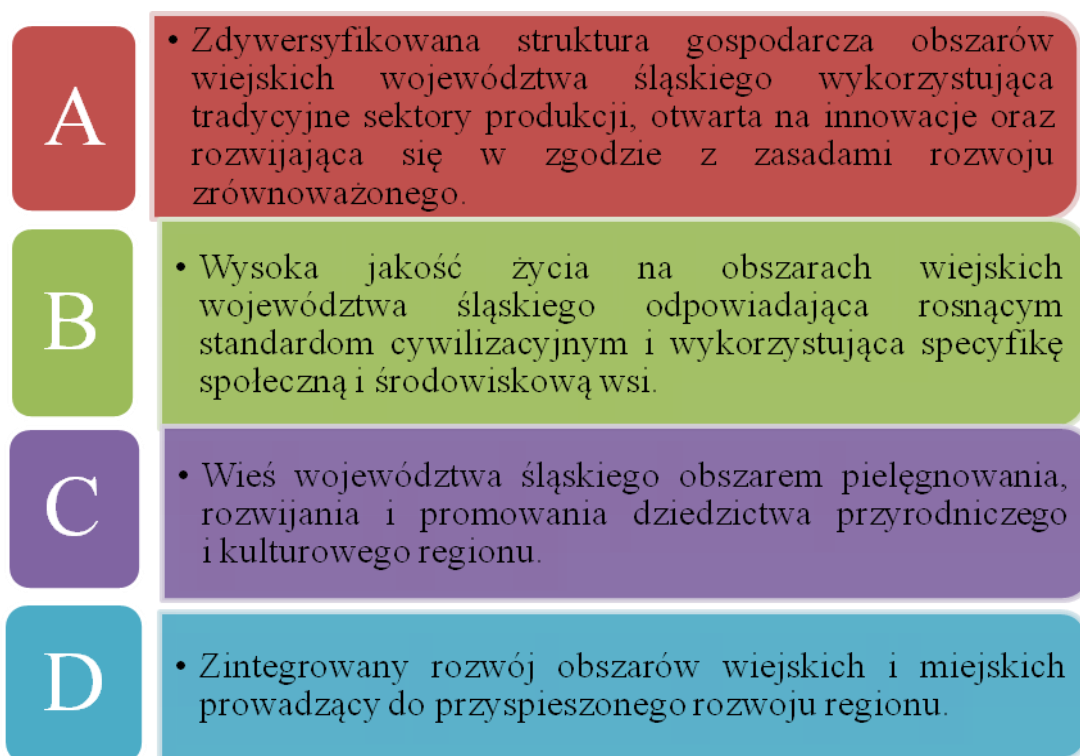 A
• Zdywersyfikowana struktura gospodarcza obszarów
wiejskich województwa śląskiego wykorzystująca
tradycyjne sektory produkcji, otwarta na innowacje oraz
rozwijająca się w zgodzie z zasadami rozwoju
zrównoważonego.
B
• Wysoka jakość życia na obszarach wiejskich
województwa śląskiego odpowiadająca rosnącym
standardom cywilizacyjnym i wykorzystująca specyfikę
społeczną i środowiskową wsi.
C
• Wieś województwa śląskiego obszarem pielęgnowania,
rozwijania i promowania dziedzictwa przyrodniczego
i kulturowego regionu.
D
• Zintegrowany rozwój obszarów wiejskich i miejskich
prowadzący do przyspieszonego rozwoju regionu.